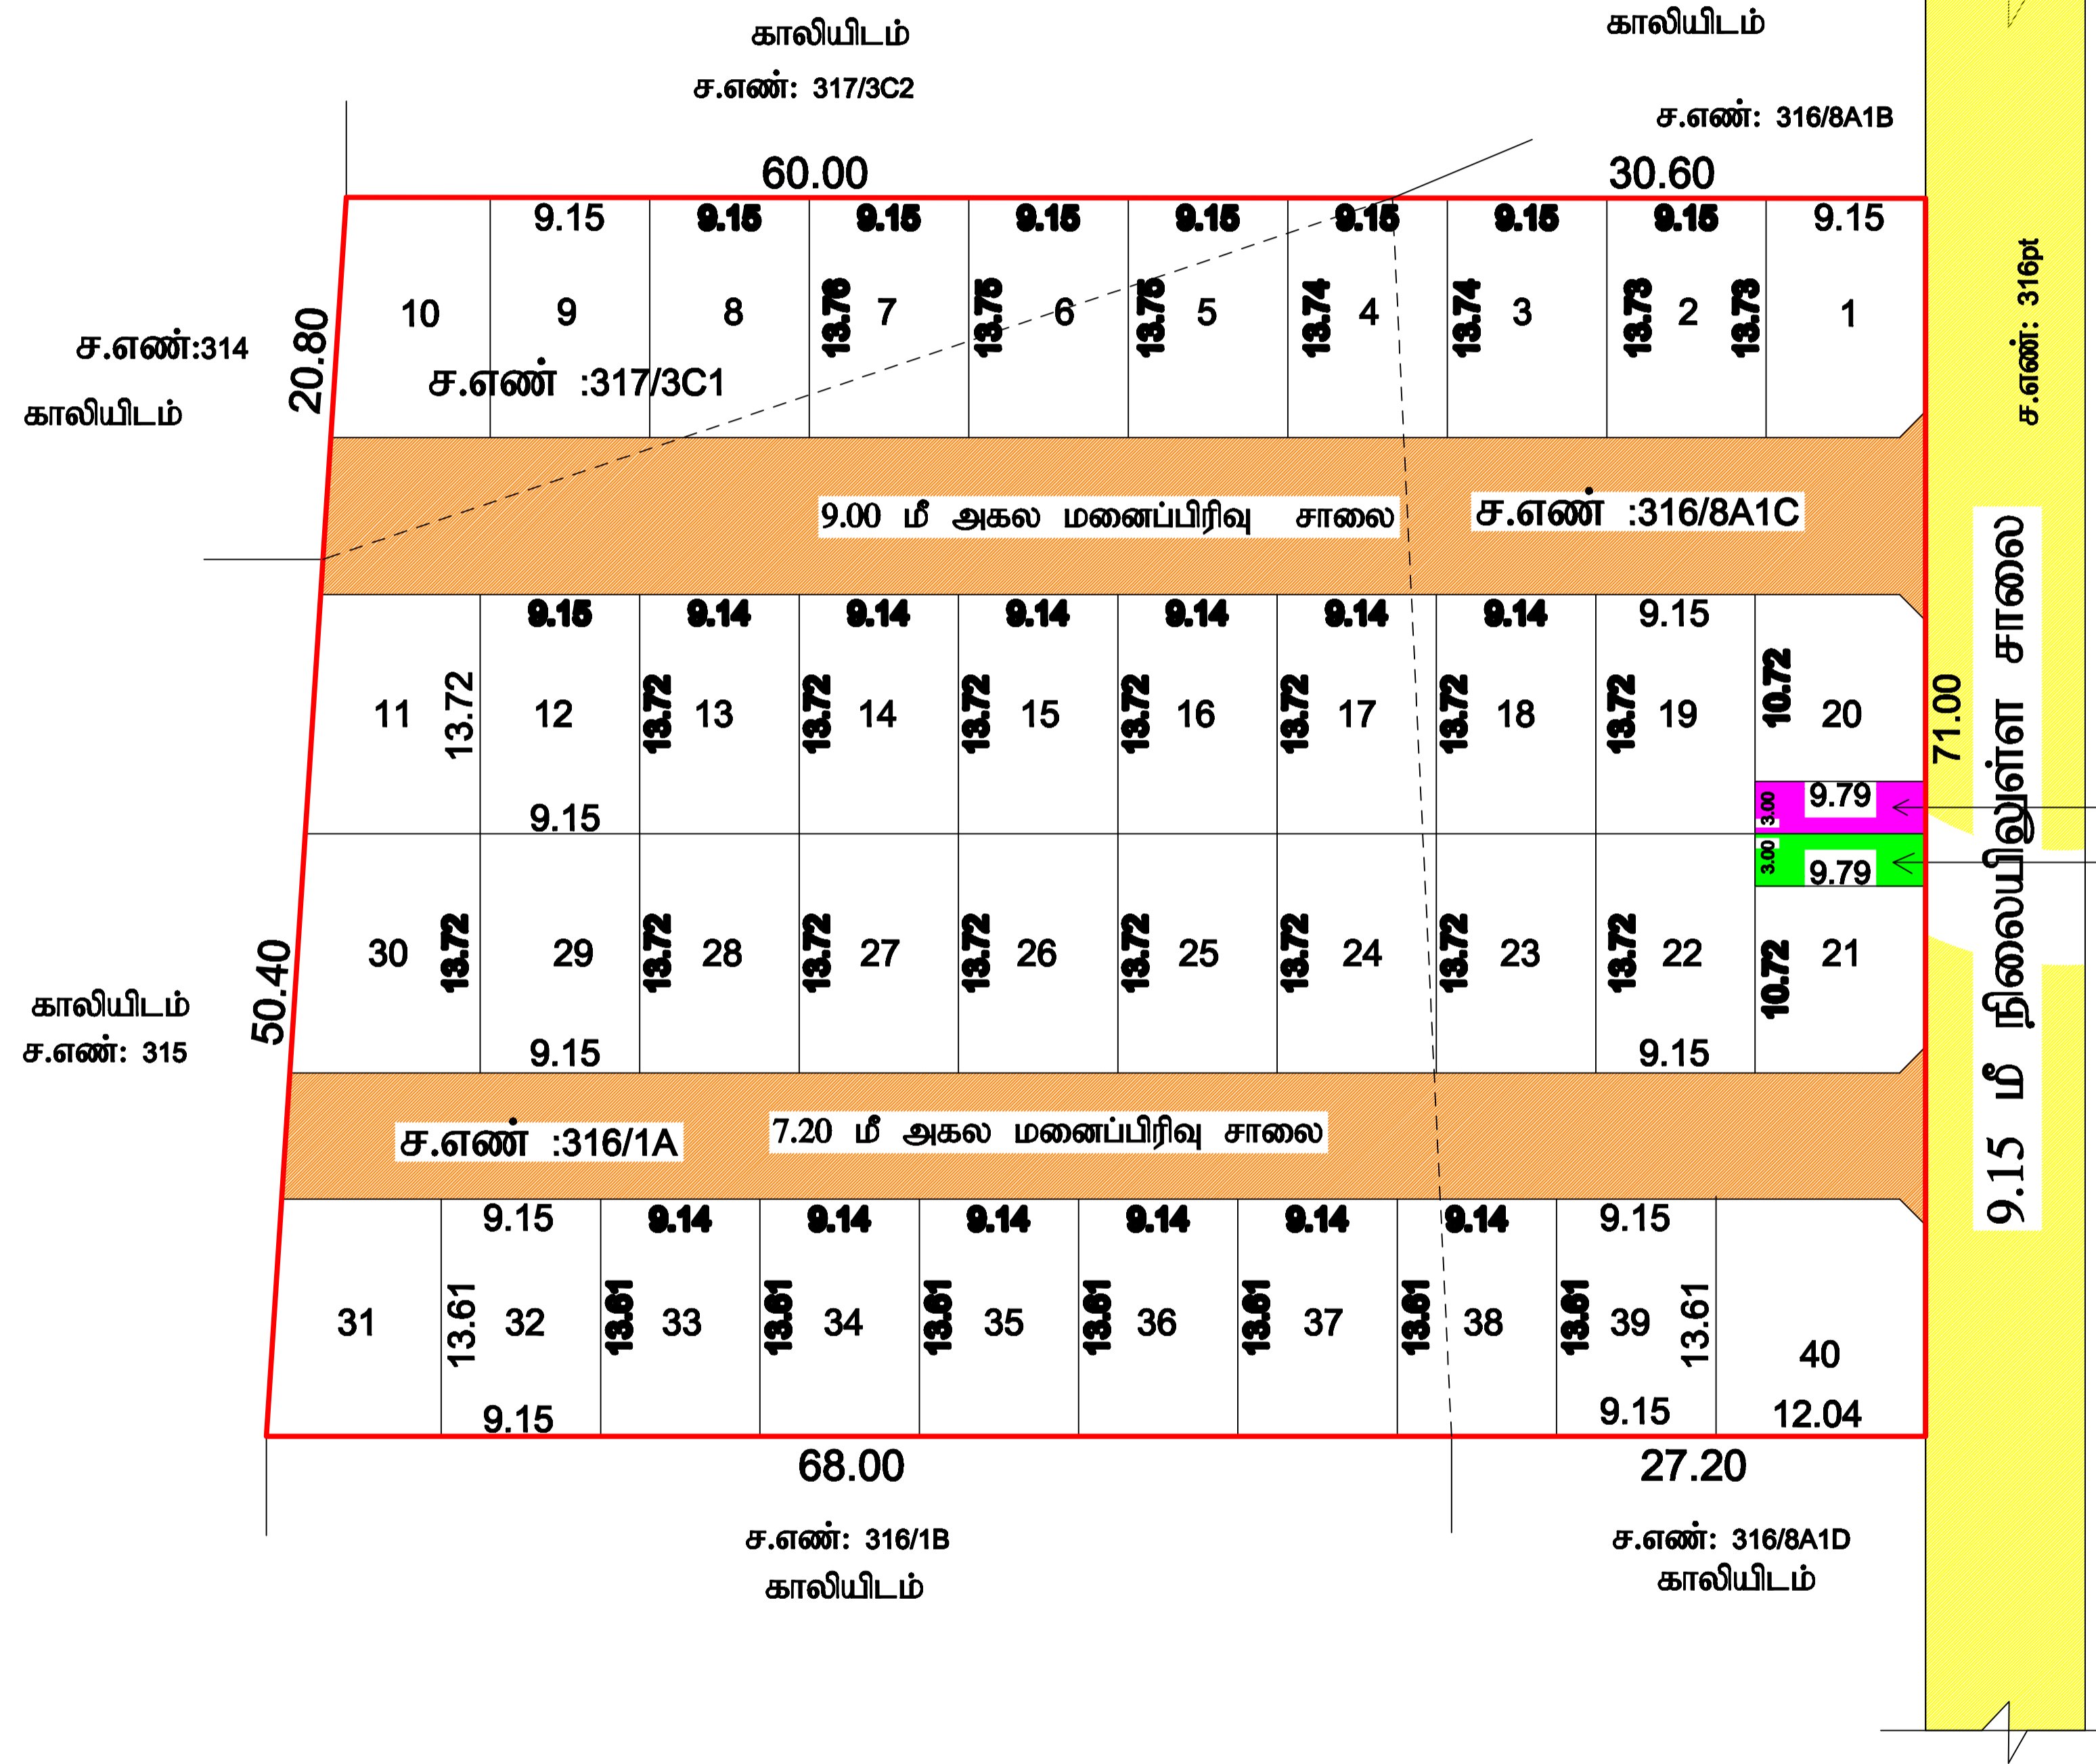 காலியிடம்
ச.எண்: 317/3C2
காலியிடம்
ச.எண்: 316/8A1B
60.00
30.60
9.15 9.15 9.15 9.15 9.15 9.15 9.15 9.15 9.15
ச.எண்: 316pt
ச.எண்:314
காலியிடம்
20.80
10 9 8 13.76 7 13.75 6 13.75 5 13.74 4 13.74 3 13.73 2 13.73 1
ச.எண் :317/3C1
9.00 மீ அகல மனைப்பிரிவு சாலை
ச.எண் :316/8A1C
9.15 9.14 9.14 9.14 9.14 9.14 9.14 9.15
11 13.72 12 13.72 13 13.72 14 13.72 15 13.72 16 13.72 17 13.72 18 13.72 19 10.72 20
71.00
9.15 மீ நிலையிலுள்ள சாலை
9.15
3.00 9.79
3.00 9.79
50.40
30 13.72 29 13.72 28 13.72 27 13.72 26 13.72 25 13.72 24 13.72 23 13.72 22 10.72 21
காலியிடம்
ச.எண்: 315
9.15 9.15
ச.எண் :316/1A
7.20 மீ அகல மனைப்பிரிவு சாலை
9.15 9.14 9.14 9.14 9.14 9.14 9.14 9.15
31 13.61 32 13.61 33 13.61 34 13.61 35 13.61 36 13.61 37 13.61 38 13.61 39 13.61 40
9.15 9.15 12.04
68.00
27.20
ச.எண்: 316/1B
காலியிடம்
ச.எண்: 316/8A1D
காலியிடம்